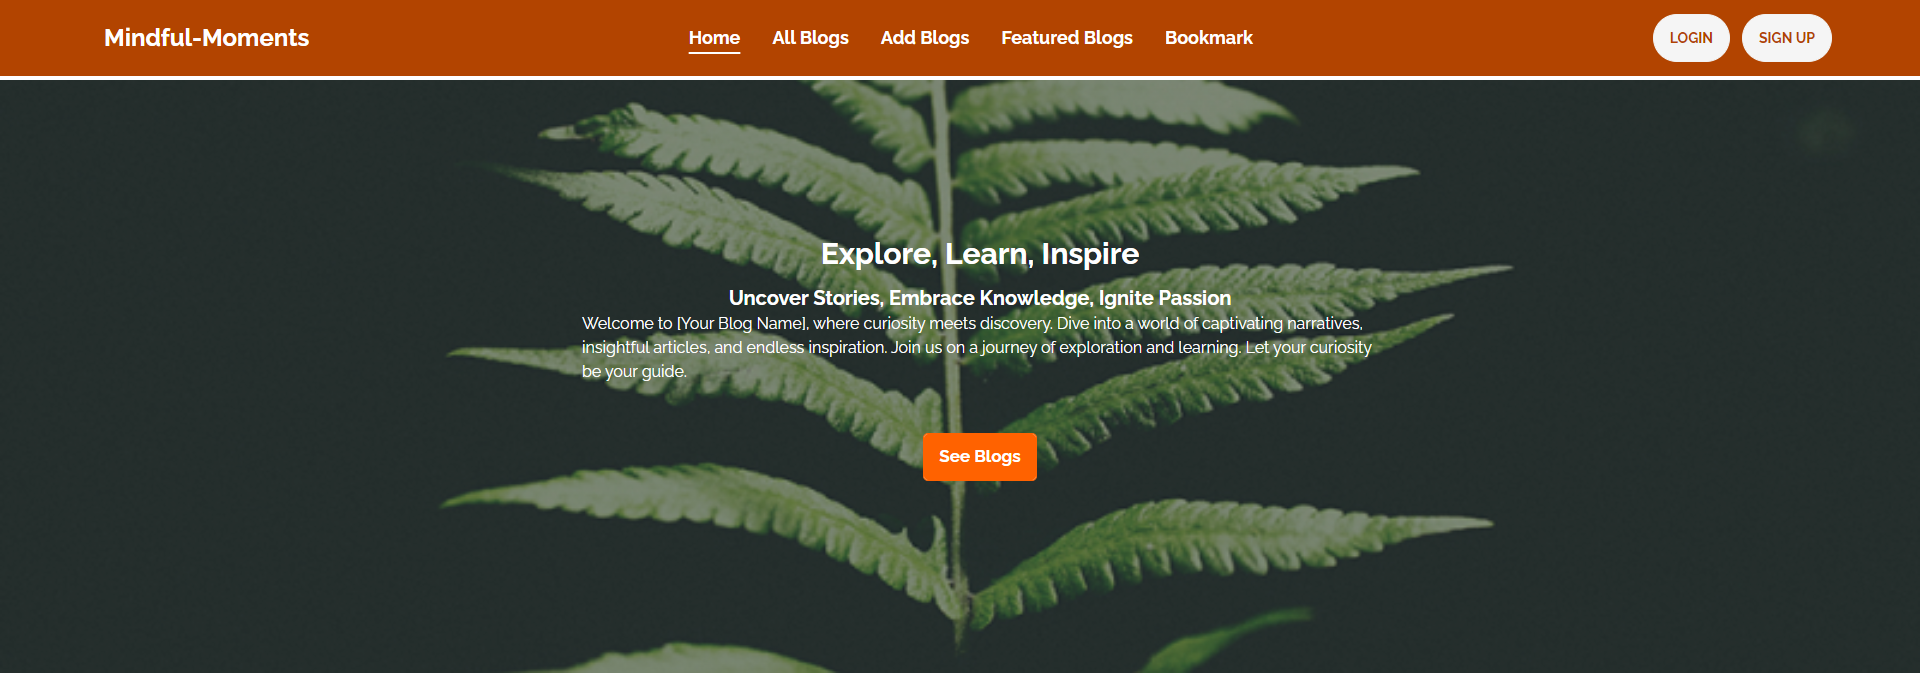 Mindful-Moments
Home All Blogs Add Blogs Featured Blogs Bookmark
LOGIN SIGN UP
Explore, Learn, Inspire
Uncover Stories, Embrace Knowledge, Ignite Passion
Welcome to [Your Blog Name], where curiosity meets discovery. Dive into a world of captivating narratives,
insightful articles, and endless inspiration. Join us on a journey of exploration and learning. Let your curiosity
be your guide.
See Blogs